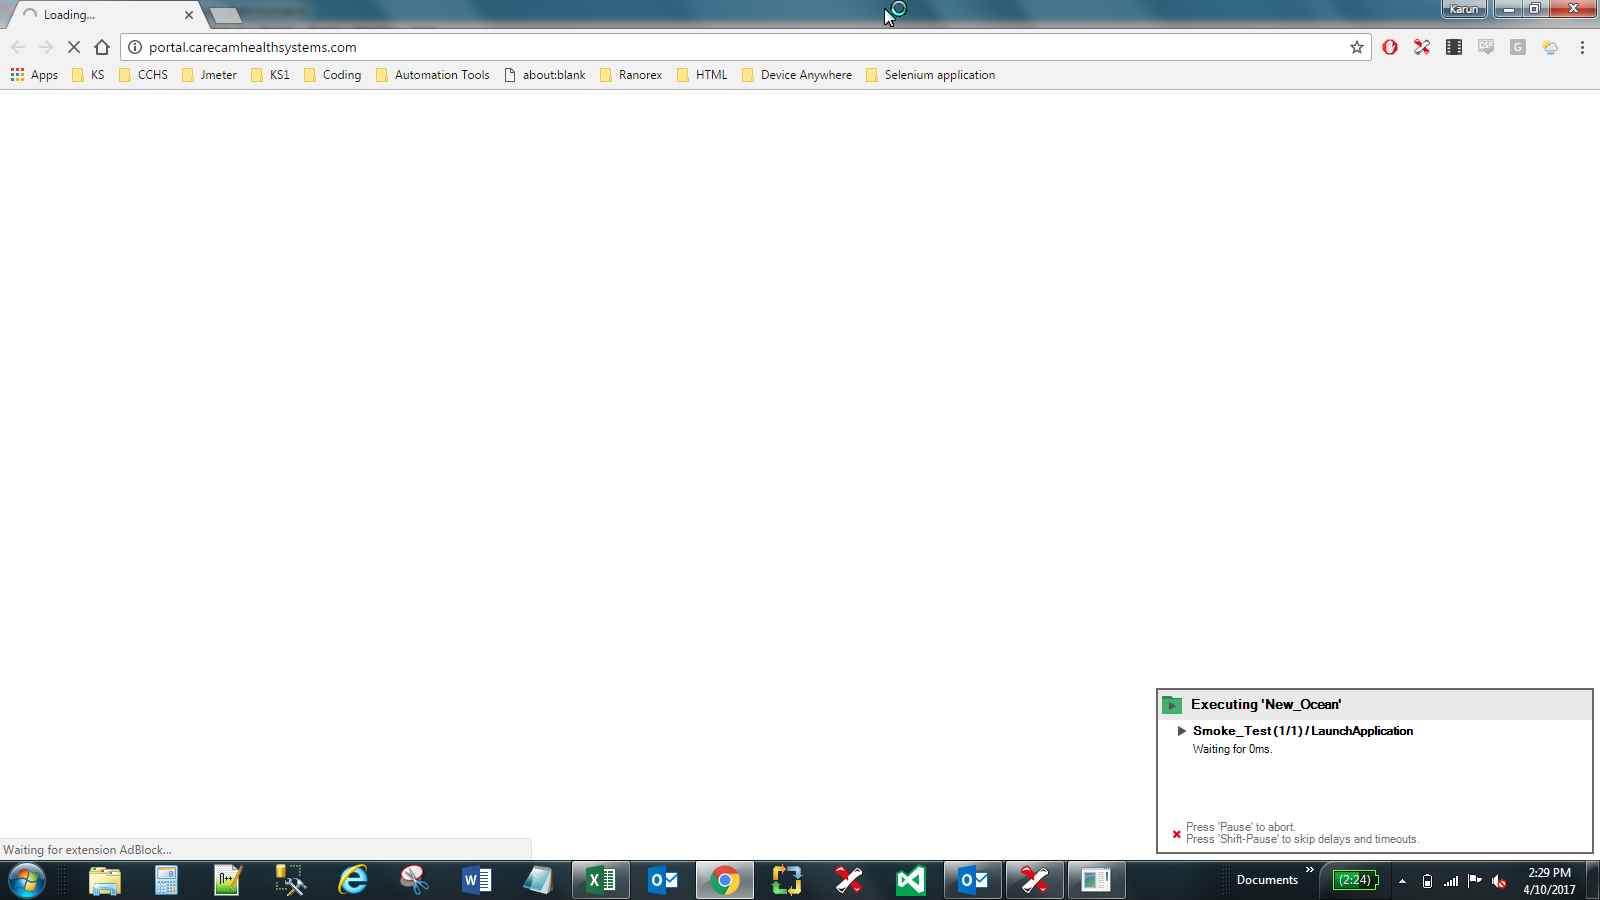 Loading...
Karun
portal.carecamhealthsystems.com
Apps KS CCHS Jmeter KS1 Coding Automation Tools about:blank Ranorex HTML Device Anywhere Selenium application
Executing 'New_Ocean'
Smoke_Test (1/1) / LaunchApplication
Waiting for 0ms.
Press 'Pause' to abort.
Press 'Shift-Pause' to skip delays and timeouts.
Waiting for extension AdBlock...
Documents
(2:24)
2:29 PM
4/10/2017